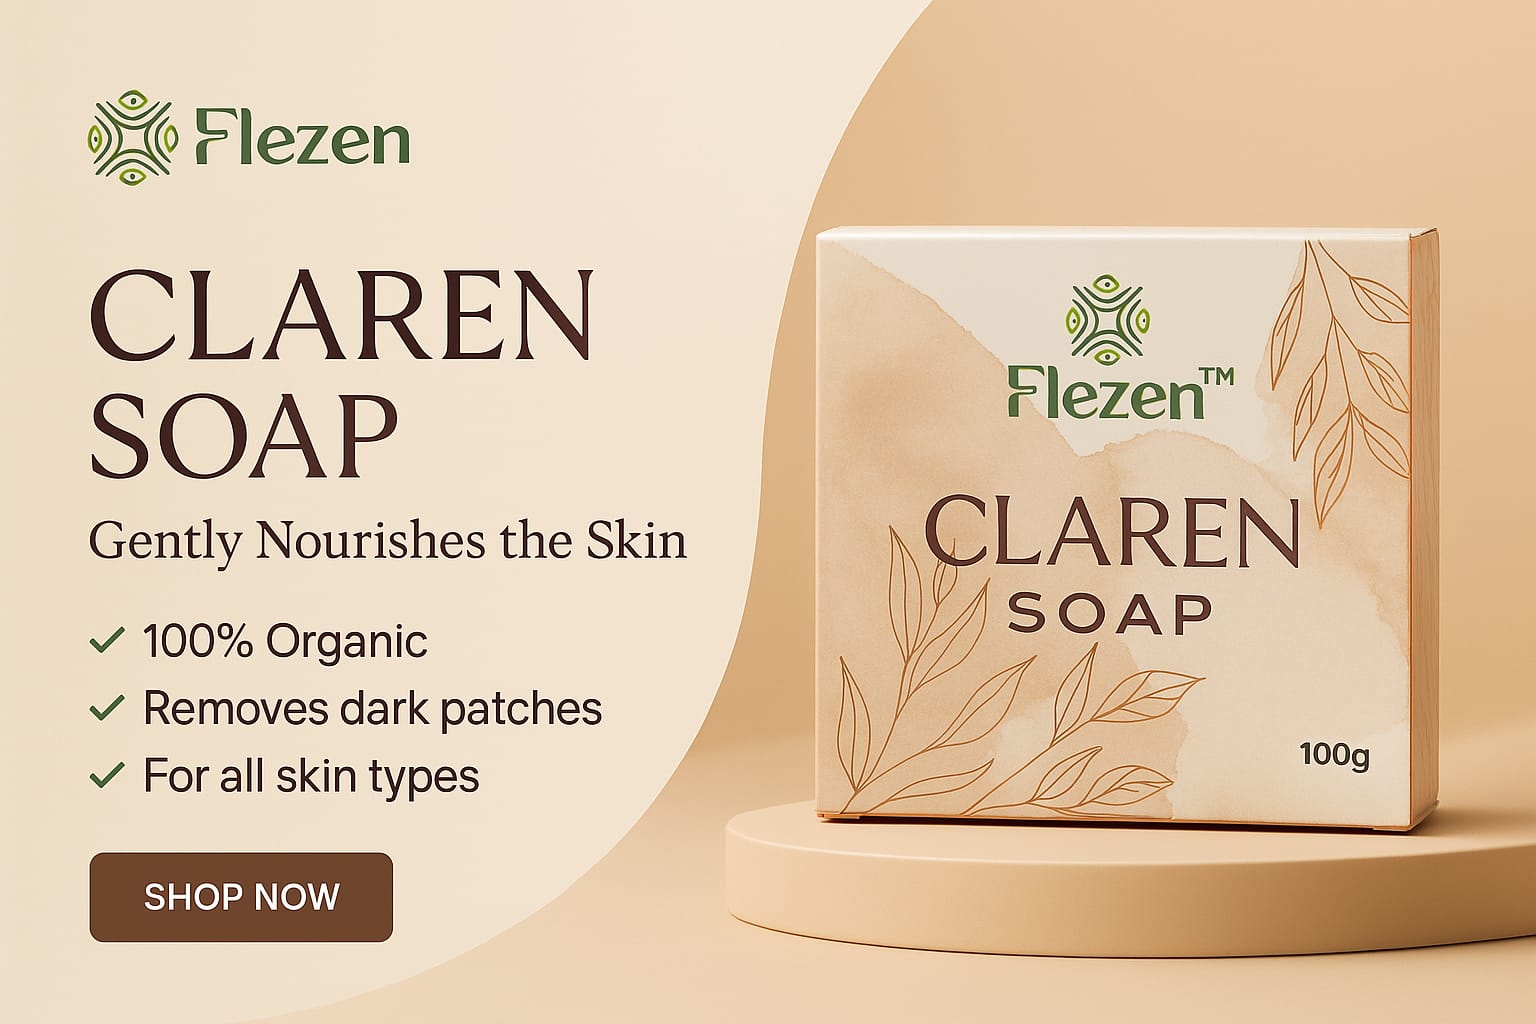 Flezen
CLAREN
SOAP
Gently Nourishes the Skin
100% Organic
Removes dark patches
For all skin types
SHOP NOW
Flezen™
CLAREN
SOAP
100g